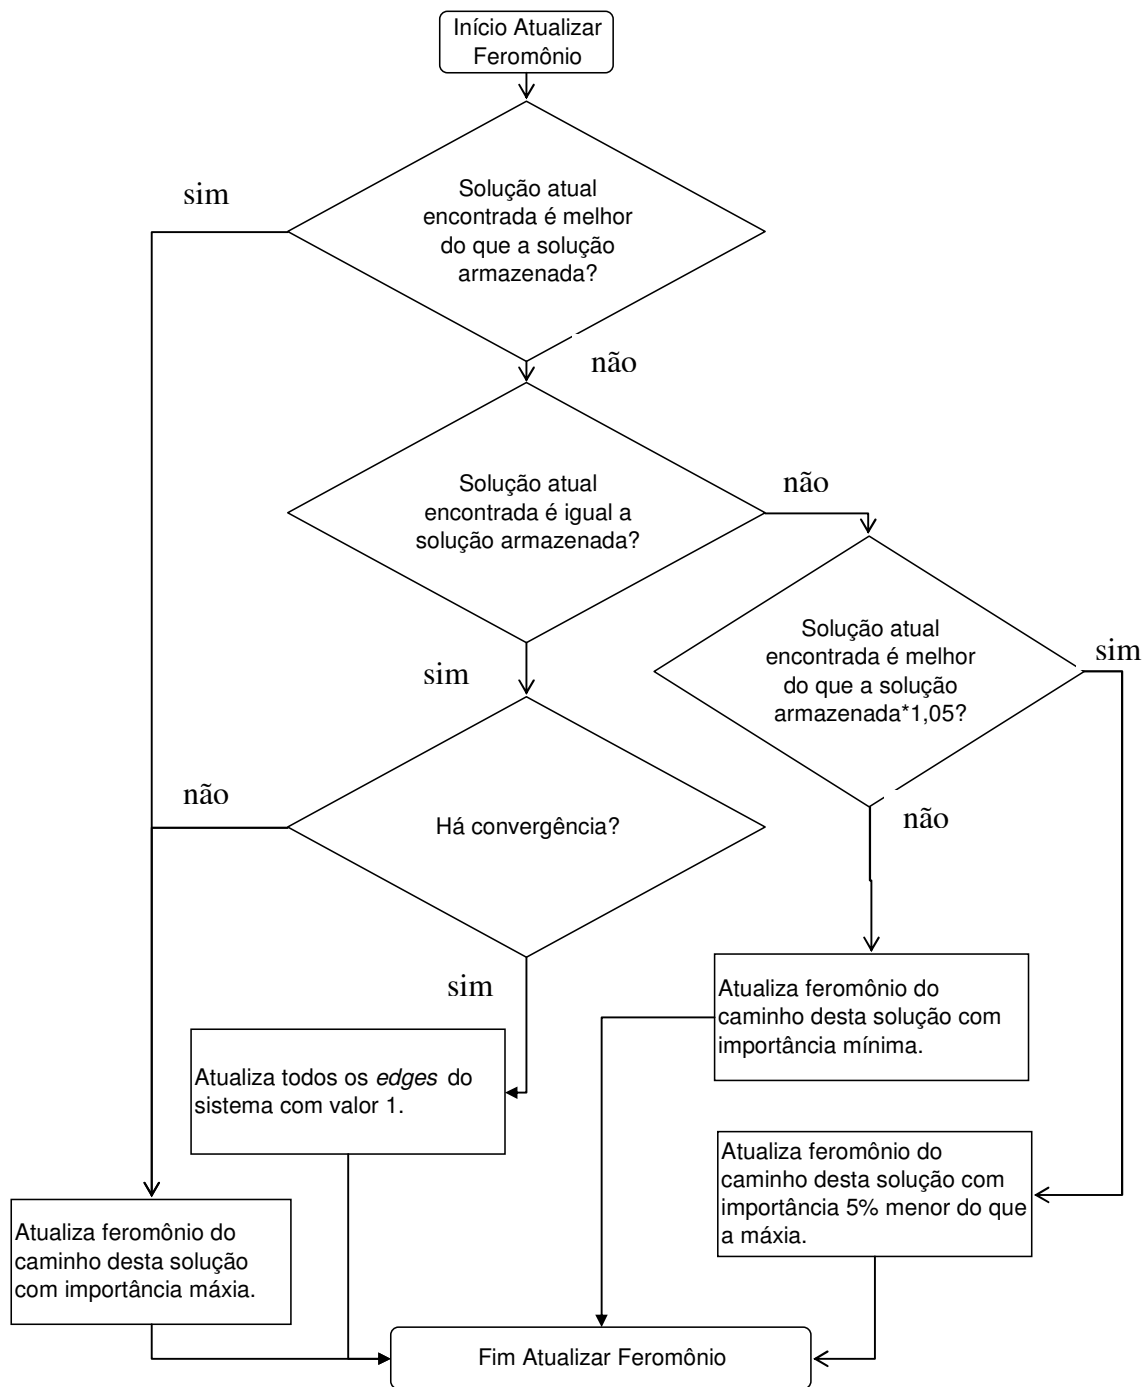 Início Atualizar
Feromônio
sim
Solução atual
encontrada é melhor
do que a solução
armazenada?
não
Solução atual
encontrada é igual a
solução armazenada?
não
sim
Solução atual
encontrada é melhor
do que a solução
armazenada*1,05?
sim
não
Há convergência?
não
sim
Atualiza feromônio do
caminho desta solução com
importância mínima.
Atualiza todos os edges do
sistema com valor 1.
Atualiza feromônio do
caminho desta solução com
importância 5% menor do que
a máxia.
Atualiza feromônio do
caminho desta solução
com importância máxia.
Fim Atualizar Feromônio